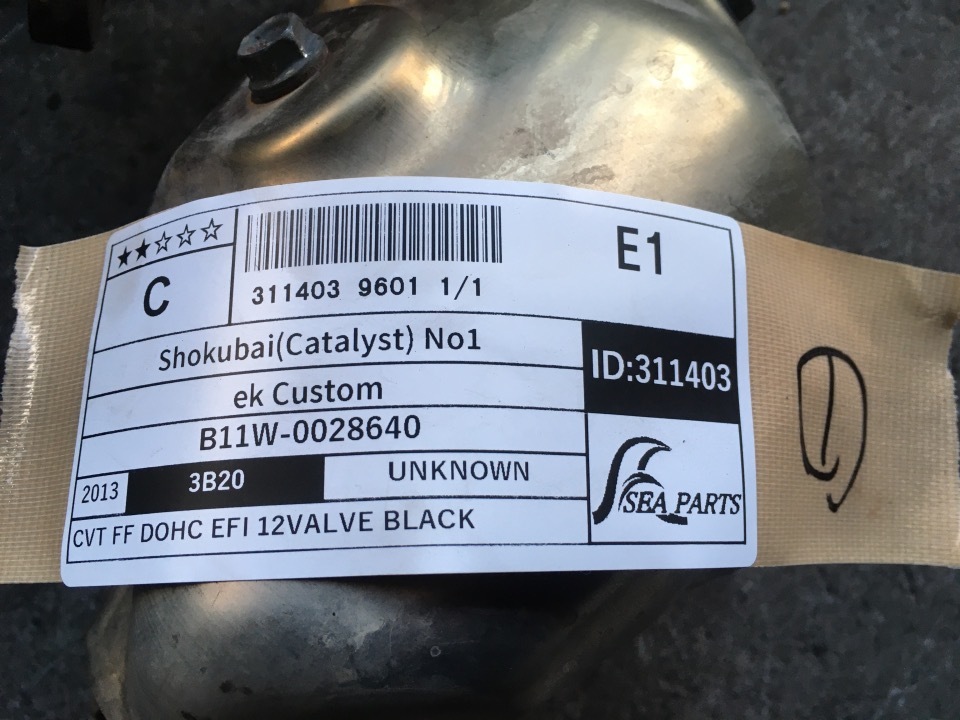 ★★☆☆☆
C
311403 9601 1/1
E1
Shokubai(Catalyst) No1
ek Custom
B11W-0028640
ID:311403
2013 3B20 UNKNOWN
CVT FF DOHC EFI 12VALVE BLACK
SEA PARTS
1